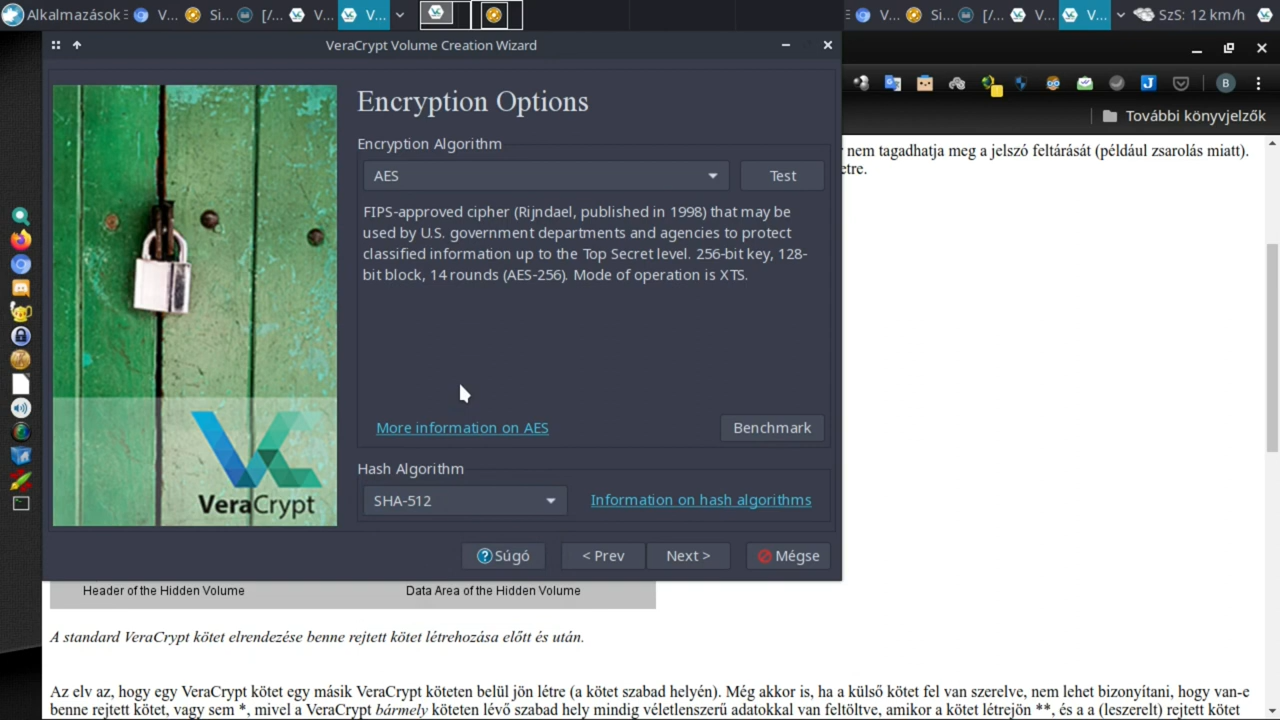 Alkalmazások
V...
Si...
[/...
V...
V...
V...
Si...
[/...
V...
V...
SzS: 12 km/h
VeraCrypt Volume Creation Wizard
Encryption Options
Encryption Algorithm
AES
Test
FIPS-approved cipher (Rijndael, published in 1998) that may be
used by U.S. government departments and agencies to protect
classified information up to the Top Secret level. 256-bit key, 128-
bit block, 14 rounds (AES-256). Mode of operation is XTS.
More information on AES
Benchmark
Hash Algorithm
SHA-512
Information on hash algorithms
VeraCrypt
Súgó
< Prev
Next >
Mégse
J
B
További könyvjelzők
nem tagadhatja meg a jelszó feltárását (például zsarolás miatt).
etre.
Header of the Hidden Volume
Data Area of the Hidden Volume
A standard VeraCrypt kötet elrendezése benne rejtett kötet létrehozása előtt és után.
Az elv az, hogy egy VeraCrypt kötet egy másik VeraCrypt köteten belül jön létre (a kötet szabad helyén). Még akkor is, ha a külső kötet fel van szerelve, nem lehet bizonyítani, hogy van-e
benne rejtett kötet, vagy sem *, mivel a VeraCrypt bármely köteten lévő szabad hely mindig véletlenszerű adatokkal van feltöltve, amikor a kötet létrejön **, és a a (leszerelt) rejtett kötet